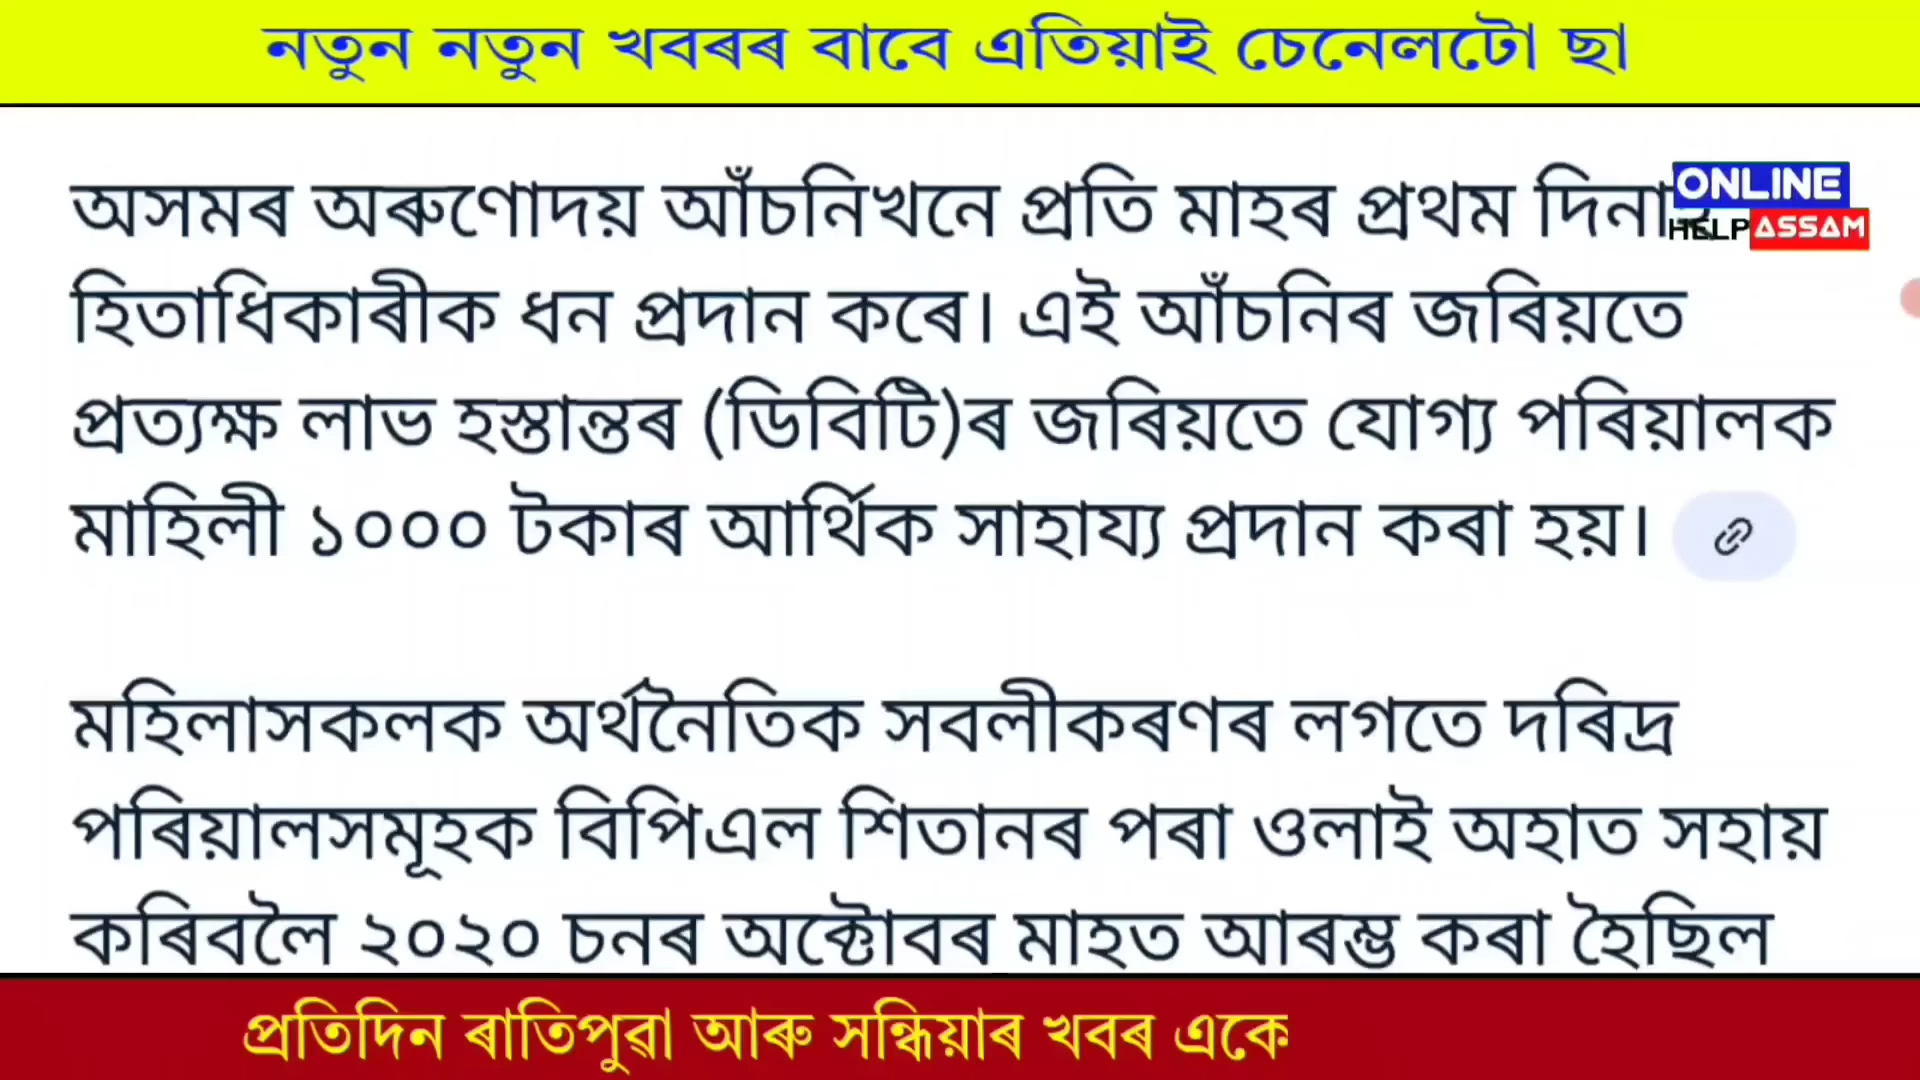 নতুন নতুন খবৰৰ বাবে এতিয়াই চেনেলটো ছা
অসমৰ অৰুণোদয় আঁচনিখনে প্ৰতি মাহৰ প্ৰথম
ONLINE
HELP ASSAM
হিতাধিকাৰীক ধন প্ৰদান কৰে। এই আঁচনিৰ জৰিয়তে
প্ৰত্যক্ষ লাভ হস্তান্তৰ (ডিবিটি)ৰ জৰিয়তে যোগ্য পৰিয়ালক
মাহিলী ১০০০ টকাৰ আৰ্থিক সাহায্য প্ৰদান কৰা হয়।
মহিলাসকলক অৰ্থনৈতিক সবলীকৰণৰ লগতে দৰিদ্ৰ
পৰিয়ালসমূহক বিপিএল শিতানৰ পৰা ওলাই অহাত সহায়
কৰিবলৈ ২০২০ চনৰ অক্টোবৰ মাহত আৰম্ভ কৰা হৈছিল
প্ৰতিদিন ৰাতিপুৱা আৰু সন্ধিয়াৰ খবৰ একে